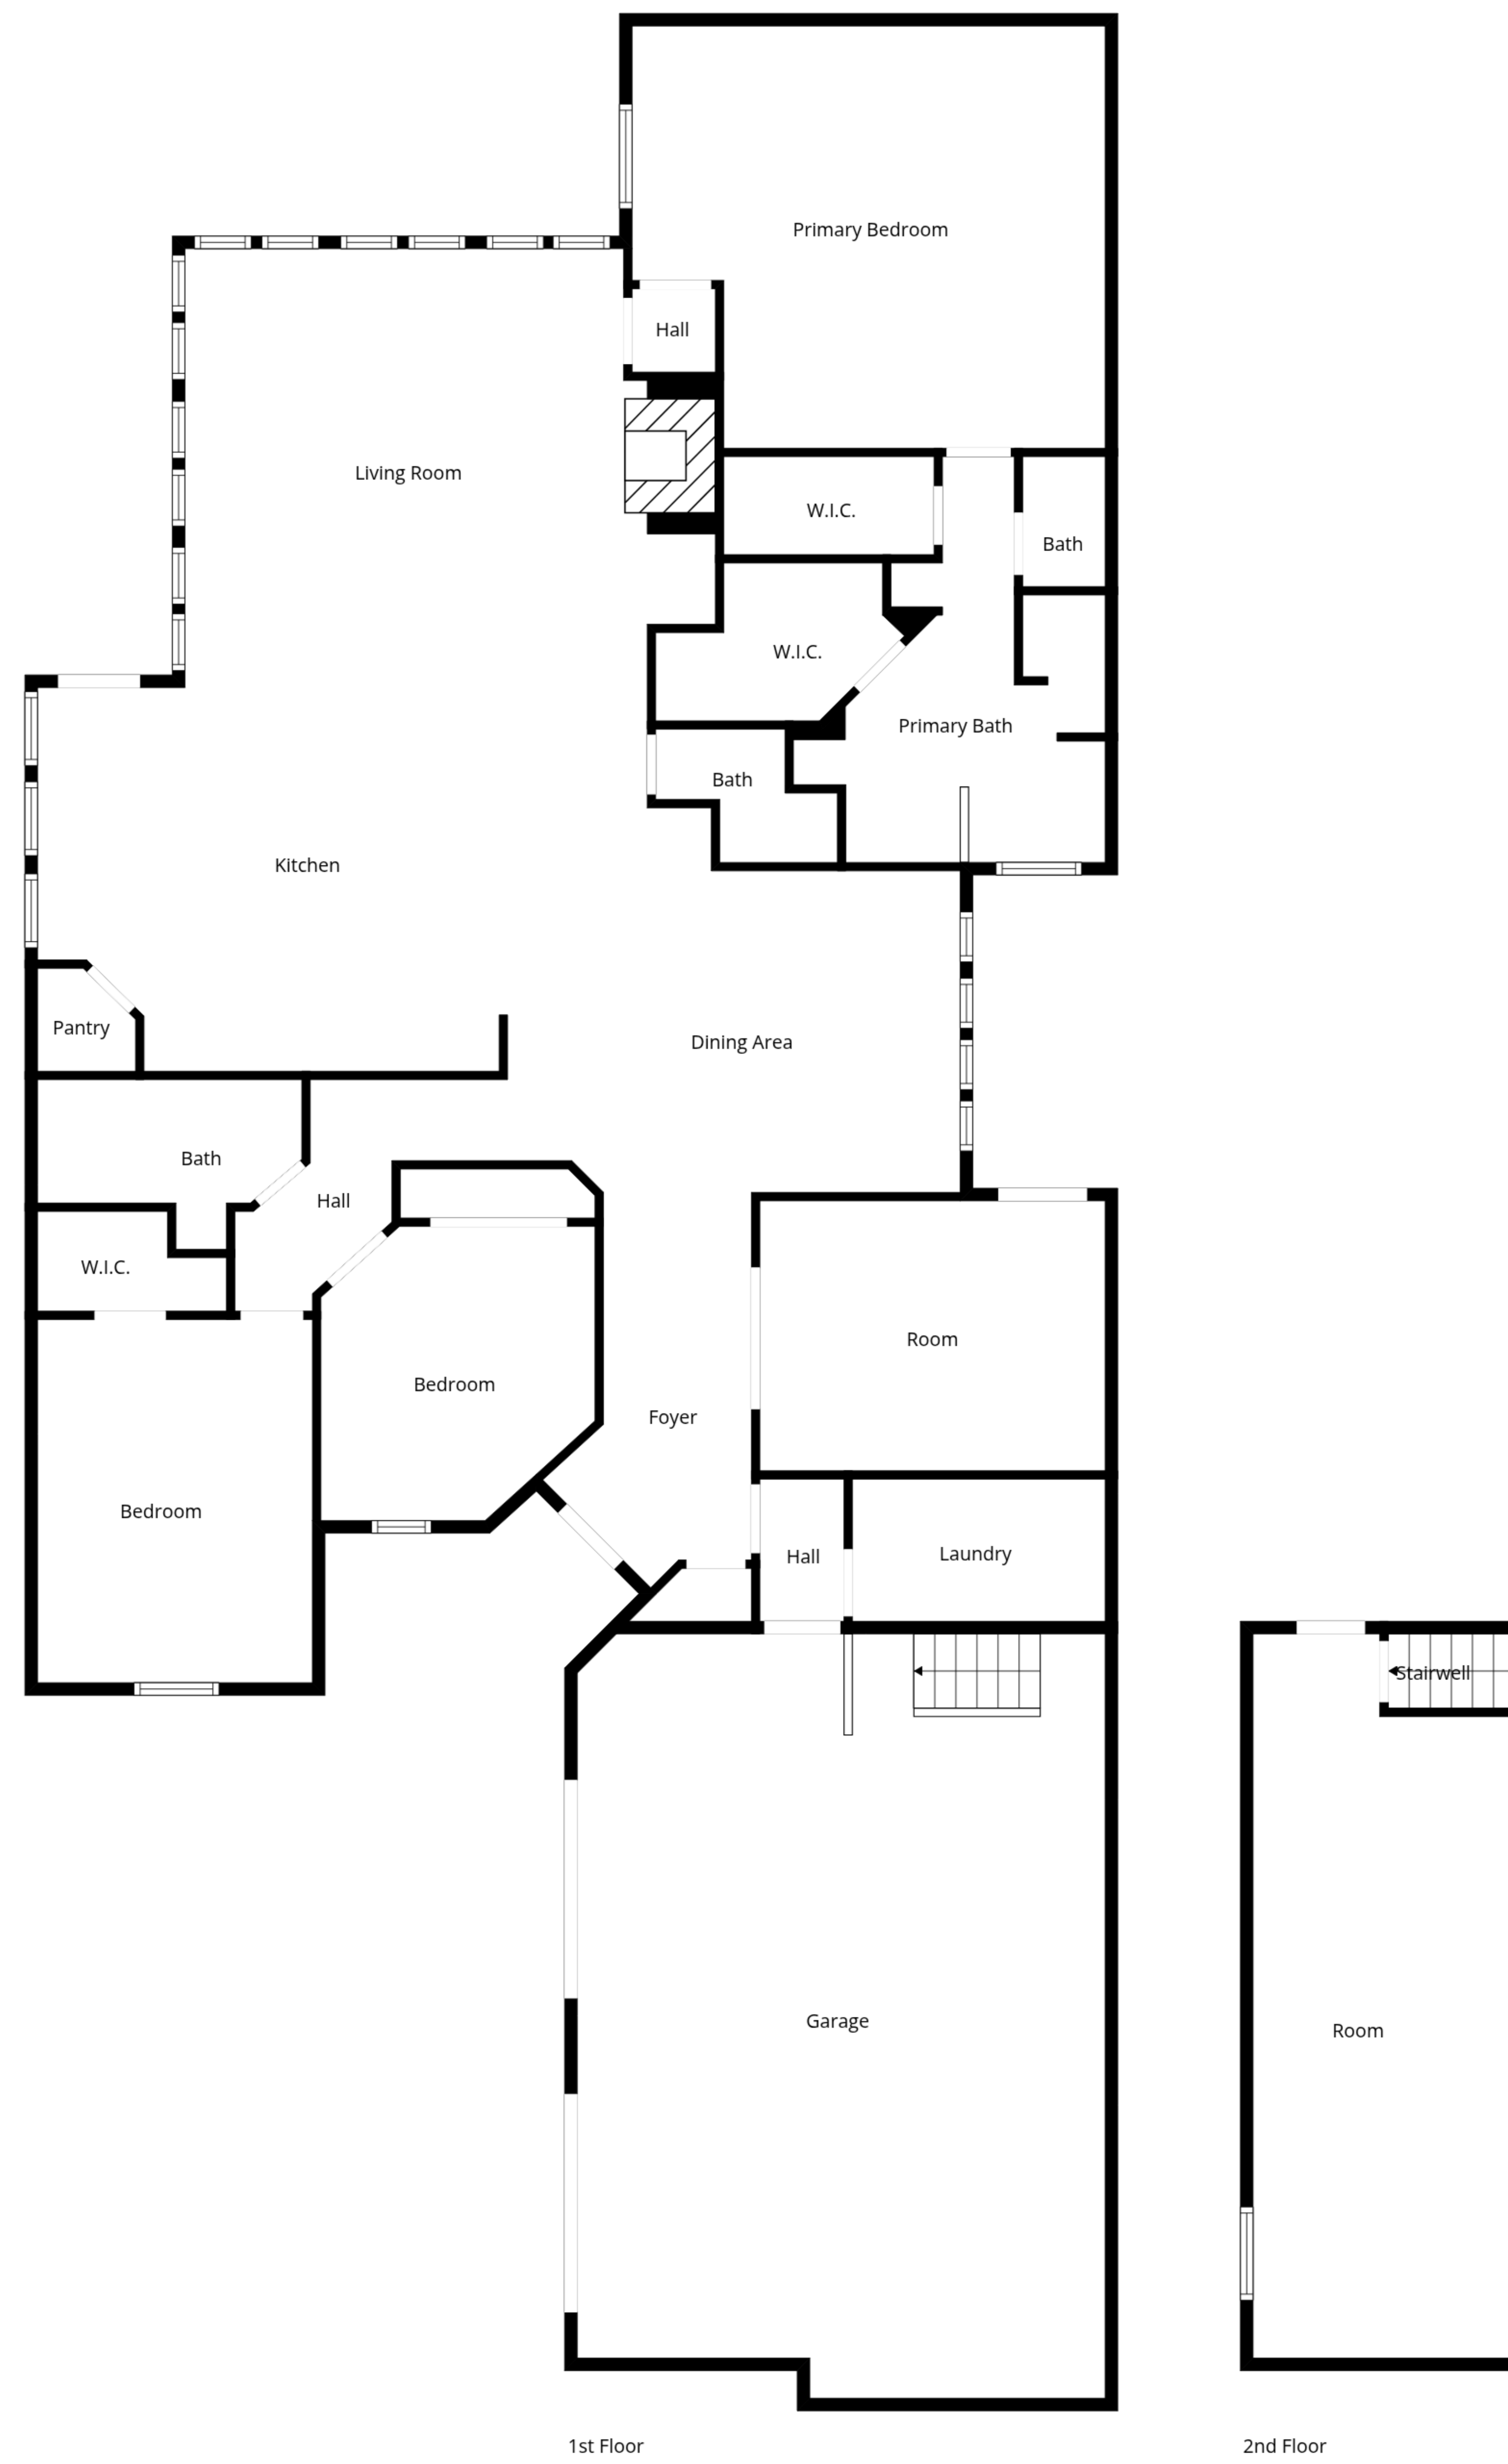 Primary Bedroom
Hall
Living Room
W.I.C.
Bath
W.I.C.
Primary Bath
Bath
Kitchen
Pantry
Dining Area
Bath
Hall
W.I.C.
Room
Bedroom
Foyer
Bedroom
Hall
Laundry
Stairwell
Garage
Room
1st Floor
2nd Floor